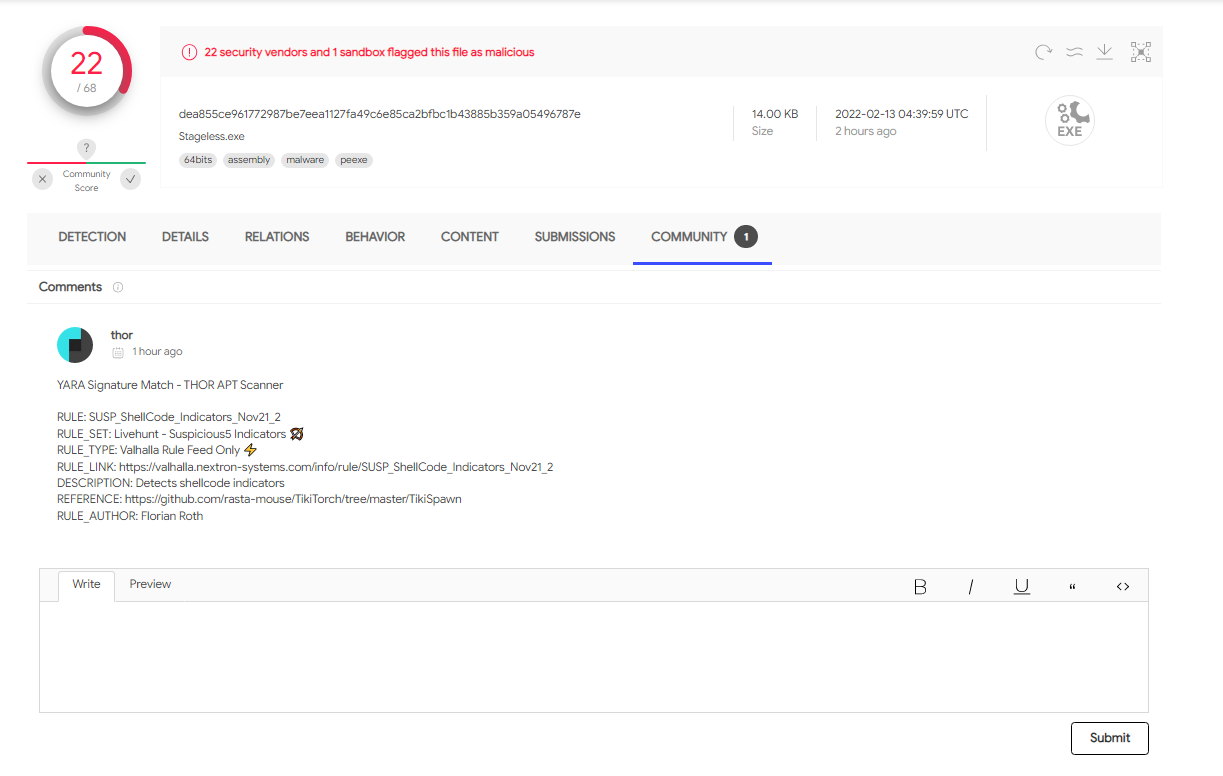 22
/ 68
?
Community
Score
22 security vendors and 1 sandbox flagged this file as malicious
dea855ce961772987be7eea1127fa49c6e85ca2bfbc1b43885b359a05496787e
Stageless.exe
64bits assembly malware peexe
14.00 KB
Size
2022-02-13 04:39:59 UTC
2 hours ago
EXE
DETECTION DETAILS RELATIONS BEHAVIOR CONTENT SUBMISSIONS COMMUNITY 1
Comments
thor
1 hour ago
YARA Signature Match - THOR APT Scanner
RULE: SUSP_ShellCode_Indicators_Nov21_2
RULE_SET: Livehunt - Suspicious5 Indicators
RULE_TYPE: Valhalla Rule Feed Only ⚡
RULE_LINK: https://valhalla.nextron-systems.com/info/rule/SUSP_ShellCode_Indicators_Nov21_2
DESCRIPTION: Detects shellcode indicators
REFERENCE: https://github.com/rasta-mouse/TikiTorch/tree/master/TikiSpawn
RULE_AUTHOR: Florian Roth
Write Preview B I U “ <>
Submit